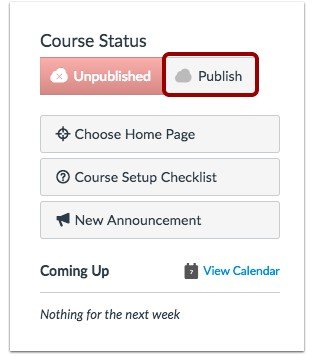 Course Status
Unpublished Publish
Choose Home Page
Course Setup Checklist
New Announcement
Coming Up 7 View Calendar
Nothing for the next week